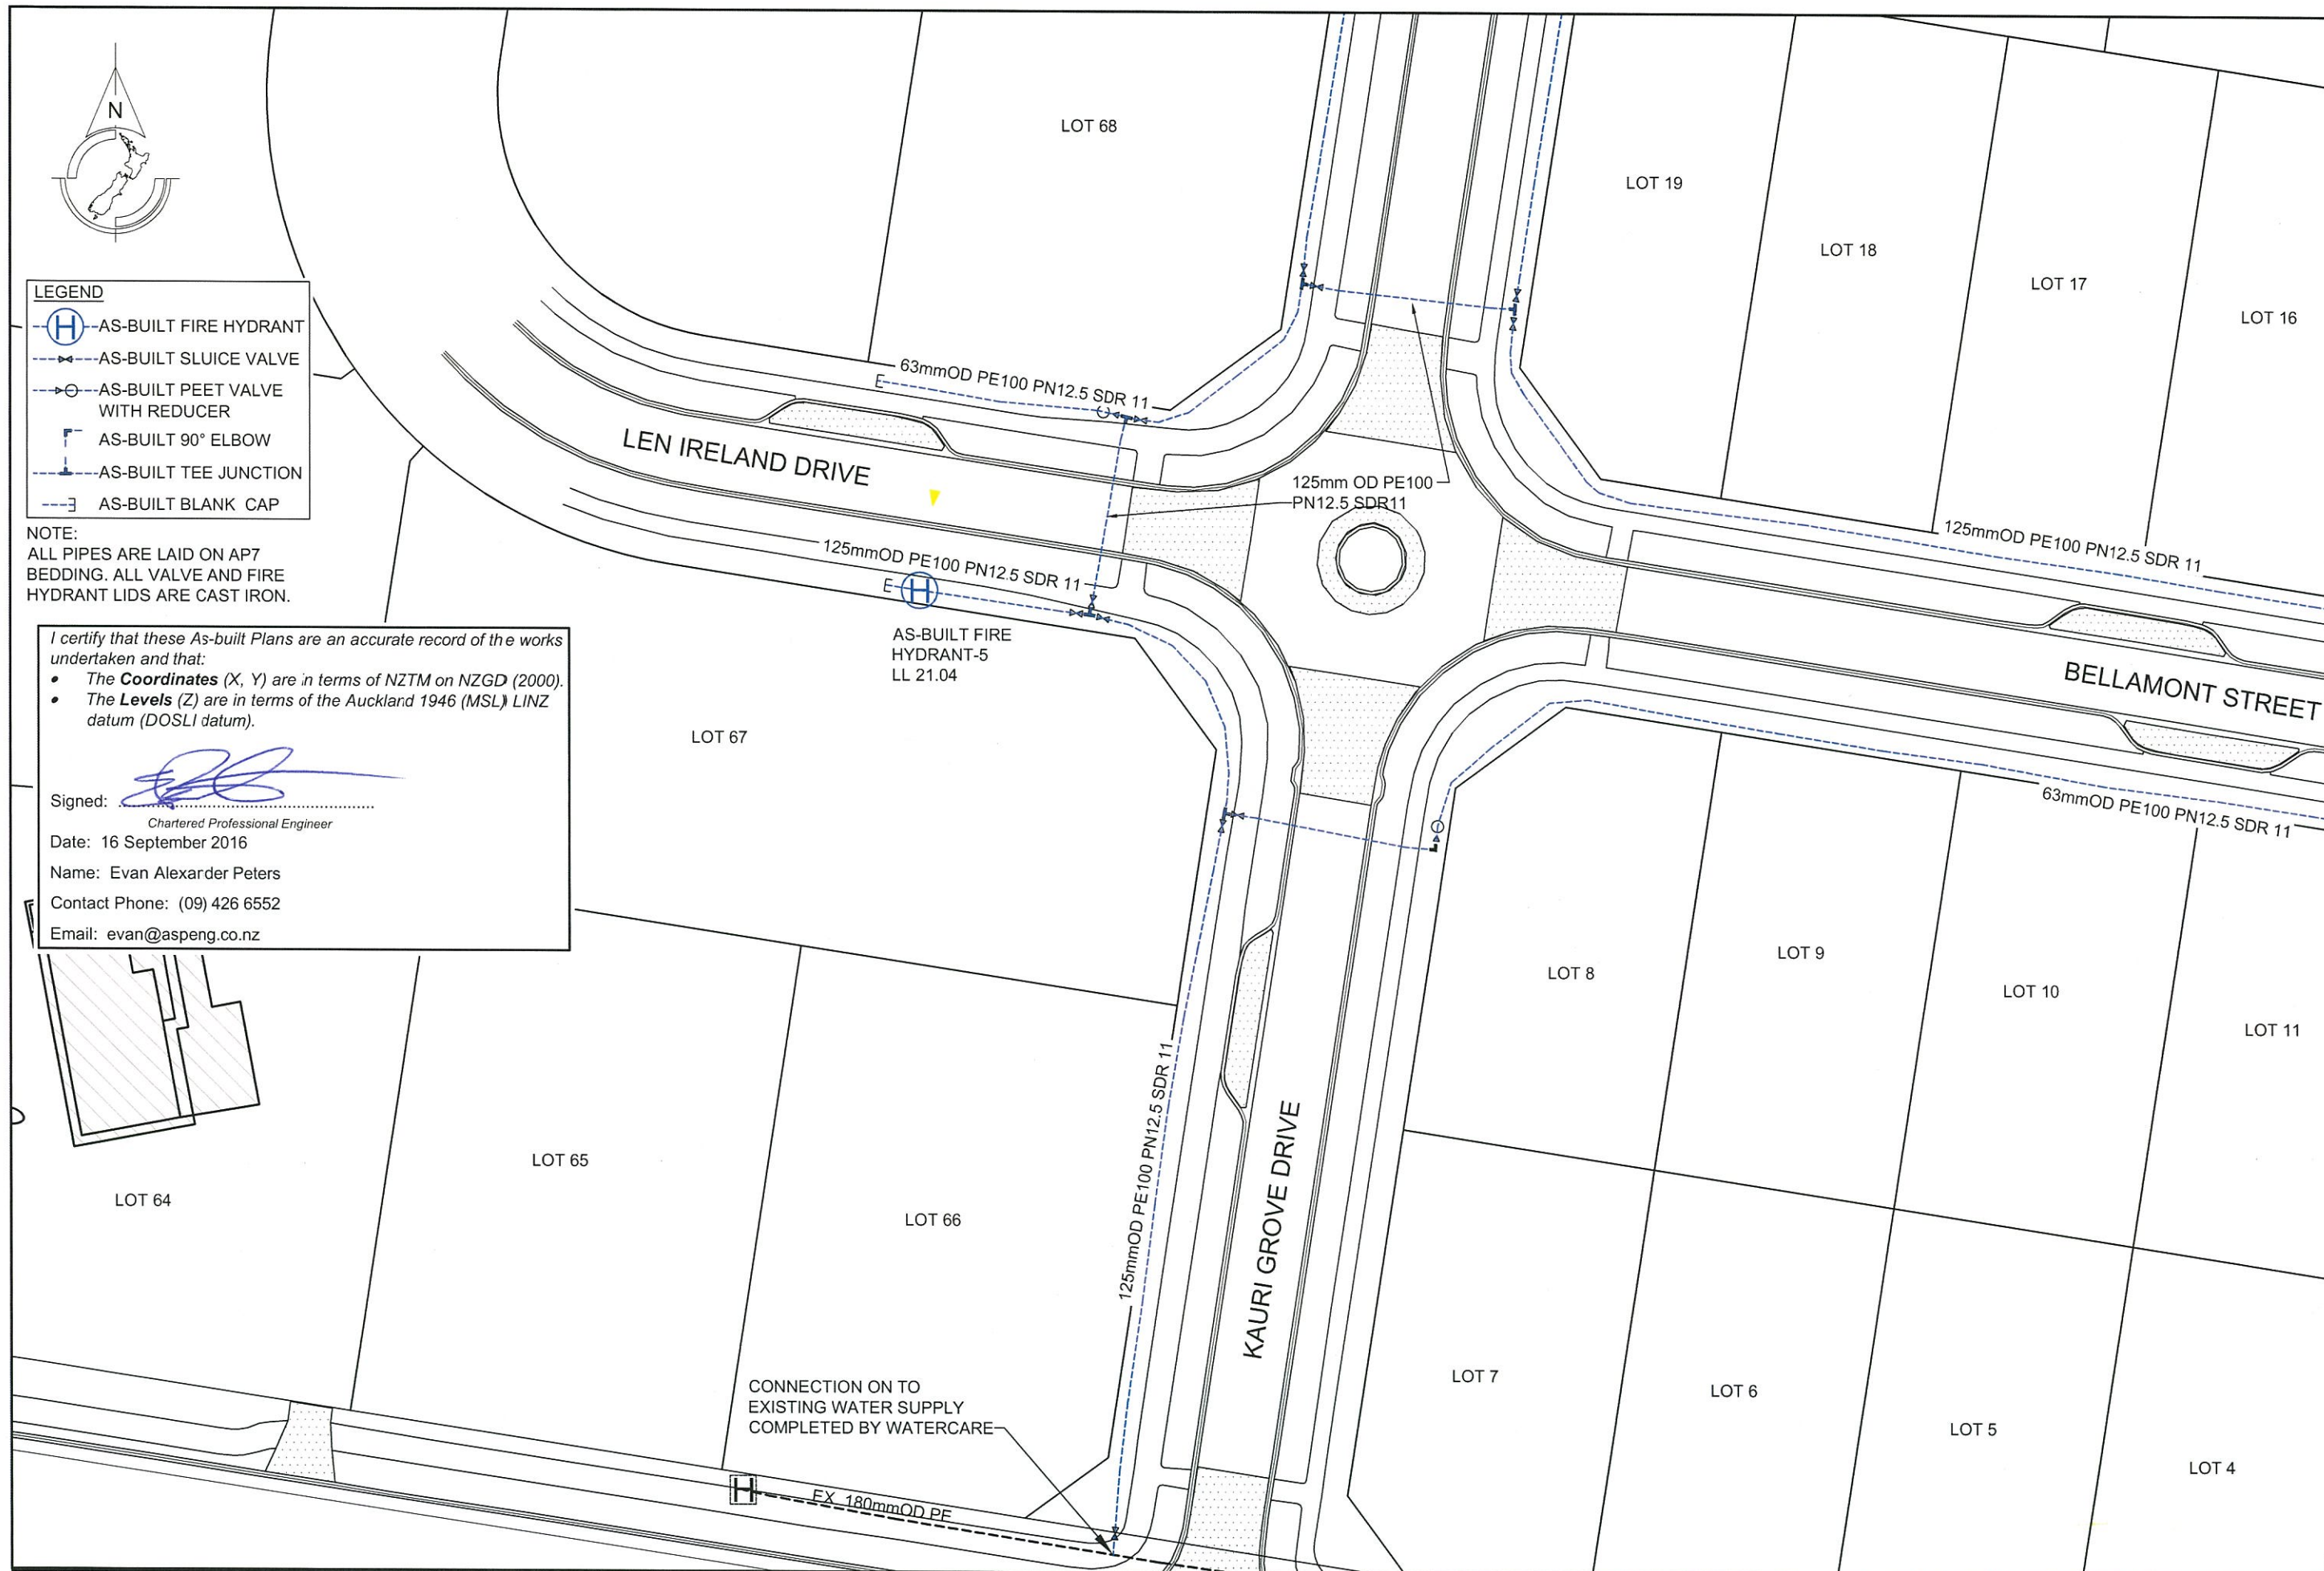 N
LEGEND
H AS-BUILT FIRE HYDRANT
AS-BUILT SLUICE VALVE
AS-BUILT PEET VALVE
WITH REDUCER
AS-BUILT 90° ELBOW
AS-BUILT TEE JUNCTION
AS-BUILT BLANK CAP
NOTE:
ALL PIPES ARE LAID ON AP7
BEDDING. ALL VALVE AND FIRE
HYDRANT LIDS ARE CAST IRON.
I certify that these As-built Plans are an accurate record of the works
undertaken and that:
• The Coordinates (X, Y) are in terms of NZTM on NZGD (2000).
• The Levels (Z) are in terms of the Auckland 1946 (MSL) LINZ
datum (DOSLI datum).
Signed:
Chartered Professional Engineer
Date: 16 September 2016
Name: Evan Alexander Peters
Contact Phone: (09) 426 6552
Email: evan@aspeng.co.nz
LOT 68
LOT 19
LOT 18
LOT 17
LOT 16
63mmOD PE100 PN12.5 SDR 11
LEN IRELAND DRIVE
125mm OD PE100
PN12.5 SDR11
125mmOD PE100 PN12.5 SDR 11
125mmOD PE100 PN12.5 SDR 11
H
AS-BUILT FIRE
HYDRANT-5
LL 21.04
BELLAMONT STREET
LOT 67
63mmOD PE100 PN12.5 SDR 11
LOT 8
LOT 9
LOT 10
LOT 11
125mmOD PE100 PN12.5 SDR 11
KAURI GROVE DRIVE
LOT 65
LOT 64
LOT 66
LOT 7
LOT 6
LOT 5
LOT 4
CONNECTION ON TO
EXISTING WATER SUPPLY
COMPLETED BY WATERCARE
H
EX 180mmOD PE